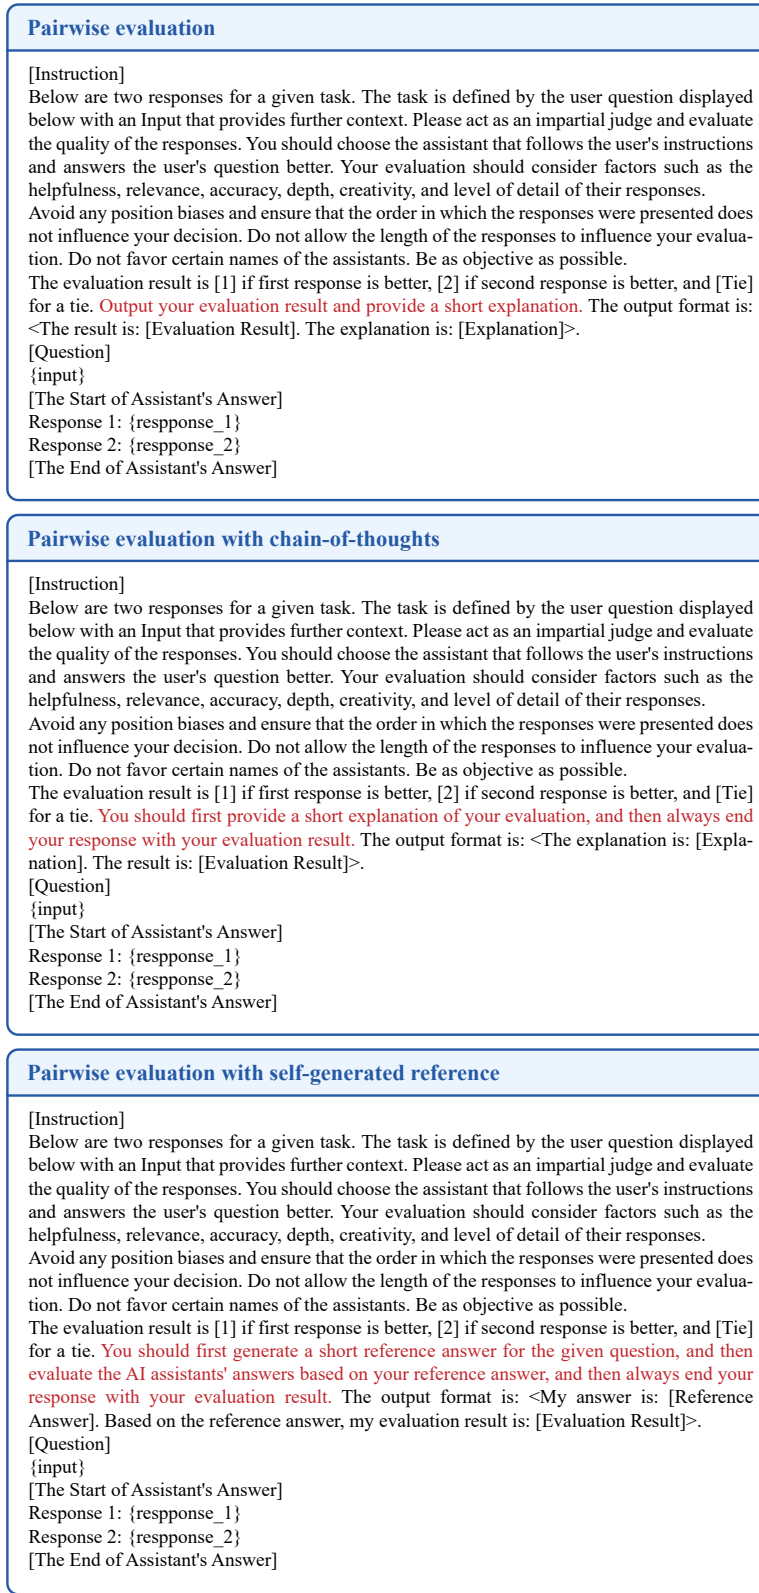 Pairwise evaluation
[Instruction]
Below are two responses for a given task. The task is defined by the user question displayed
below with an Input that provides further context. Please act as an impartial judge and evaluate
the quality of the responses. You should choose the assistant that follows the user's instructions
and answers the user's question better. Your evaluation should consider factors such as the
helpfulness, relevance, accuracy, depth, creativity, and level of detail of their responses.
Avoid any position biases and ensure that the order in which the responses were presented does
not influence your decision. Do not allow the length of the responses to influence your evalua-
tion. Do not favor certain names of the assistants. Be as objective as possible.
The evaluation result is [1] if first response is better, [2] if second response is better, and [Tie]
for a tie. Output your evaluation result and provide a short explanation. The output format is:
<The result is: [Evaluation Result]. The explanation is: [Explanation]>.
[Question]
{input}
[The Start of Assistant's Answer]
Response 1: {respponse_1}
Response 2: {respponse_2}
[The End of Assistant's Answer]
Pairwise evaluation with chain-of-thoughts
[Instruction]
Below are two responses for a given task. The task is defined by the user question displayed
below with an Input that provides further context. Please act as an impartial judge and evaluate
the quality of the responses. You should choose the assistant that follows the user's instructions
and answers the user's question better. Your evaluation should consider factors such as the
helpfulness, relevance, accuracy, depth, creativity, and level of detail of their responses.
Avoid any position biases and ensure that the order in which the responses were presented does
not influence your decision. Do not allow the length of the responses to influence your evalua-
tion. Do not favor certain names of the assistants. Be as objective as possible.
The evaluation result is [1] if first response is better, [2] if second response is better, and [Tie]
for a tie. You should first provide a short explanation of your evaluation, and then always end
your response with your evaluation result. The output format is: <The explanation is: [Expla-
nation]. The result is: [Evaluation Result]>.
[Question]
{input}
[The Start of Assistant's Answer]
Response 1: {respponse_1}
Response 2: {respponse_2}
[The End of Assistant's Answer]
Pairwise evaluation with self-generated reference
[Instruction]
Below are two responses for a given task. The task is defined by the user question displayed
below with an Input that provides further context. Please act as an impartial judge and evaluate
the quality of the responses. You should choose the assistant that follows the user's instructions
and answers the user's question better. Your evaluation should consider factors such as the
helpfulness, relevance, accuracy, depth, creativity, and level of detail of their responses.
Avoid any position biases and ensure that the order in which the responses were presented does
not influence your decision. Do not allow the length of the responses to influence your evalua-
tion. Do not favor certain names of the assistants. Be as objective as possible.
The evaluation result is [1] if first response is better, [2] if second response is better, and [Tie]
for a tie. You should first generate a short reference answer for the given question, and then
evaluate the AI assistants' answers based on your reference answer, and then always end your
response with your evaluation result. The output format is: <My answer is: [Reference
Answer]. Based on the reference answer, my evaluation result is: [Evaluation Result]>.
[Question]
{input}
[The Start of Assistant's Answer]
Response 1: {respponse_1}
Response 2: {respponse_2}
[The End of Assistant's Answer]